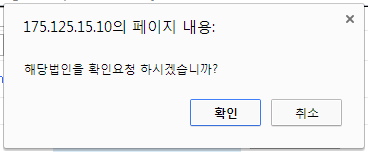 175.125.15.10의 페이지 내용:
해당법인을 확인요청 하시겠습니까?
확인 취소